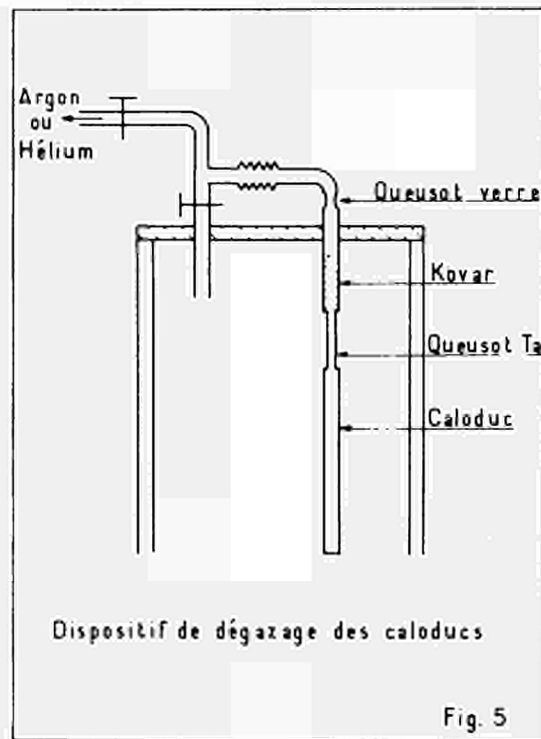 Argon
ou
Hélium
Queusot verre
Kovar
Queusot Ta
Caloduc
Dispositif de dégazage des caloducs
Fig. 5